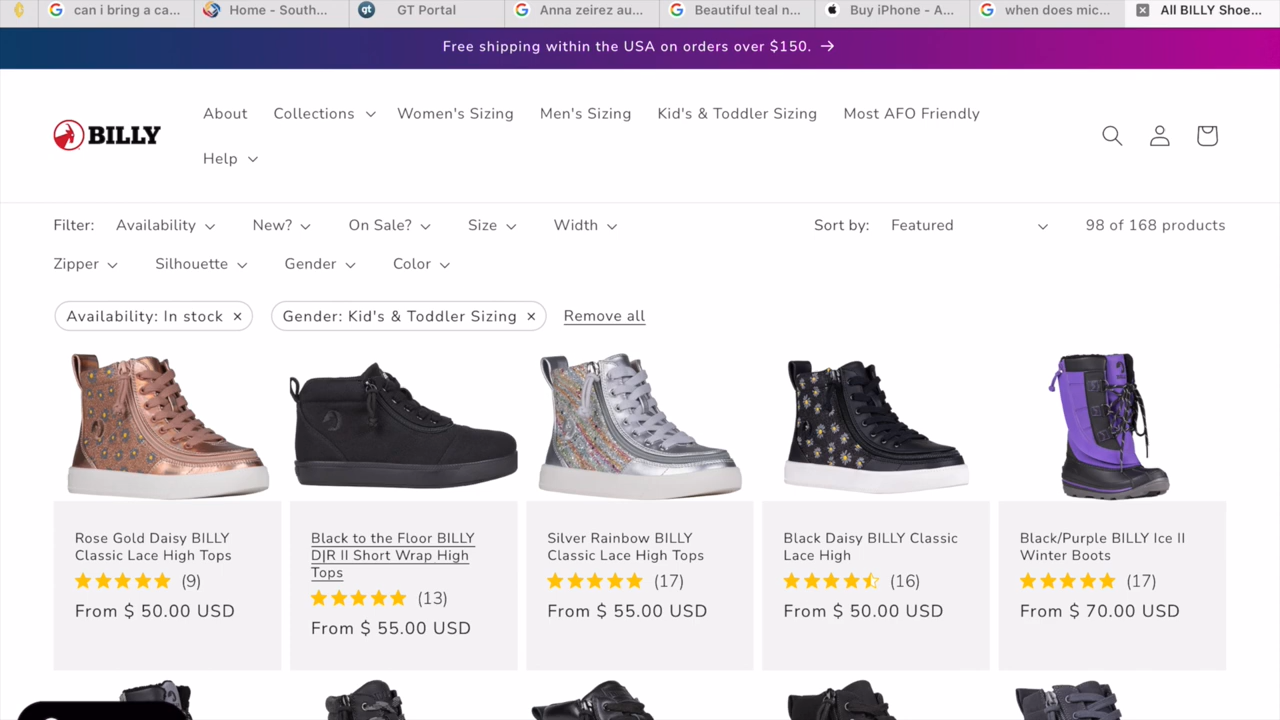 can i bring a ca...
Home - South...
gt
GT Portal
Anna zeirez au...
Beautiful teal n...
Buy iPhone - A...
when does mic...
All BILLY Shoe...
Free shipping within the USA on orders over $150. →
About
Collections
Women's Sizing
Men's Sizing
Kid's & Toddler Sizing
Most AFO Friendly
BILLY
Help
Filter:
Availability
New?
On Sale?
Size
Width
Sort by:
Featured
98 of 168 products
Zipper
Silhouette
Gender
Color
Availability: In stock ×
Gender: Kid's & Toddler Sizing ×
Remove all
Rose Gold Daisy BILLY
Classic Lace High Tops
(9)
From $ 50.00 USD
Black to the Floor BILLY
D|R II Short Wrap High
Tops
(13)
From $ 55.00 USD
Silver Rainbow BILLY
Classic Lace High Tops
(17)
From $ 55.00 USD
Black Daisy BILLY Classic
Lace High
(16)
From $ 50.00 USD
Black/Purple BILLY Ice II
Winter Boots
(17)
From $ 70.00 USD